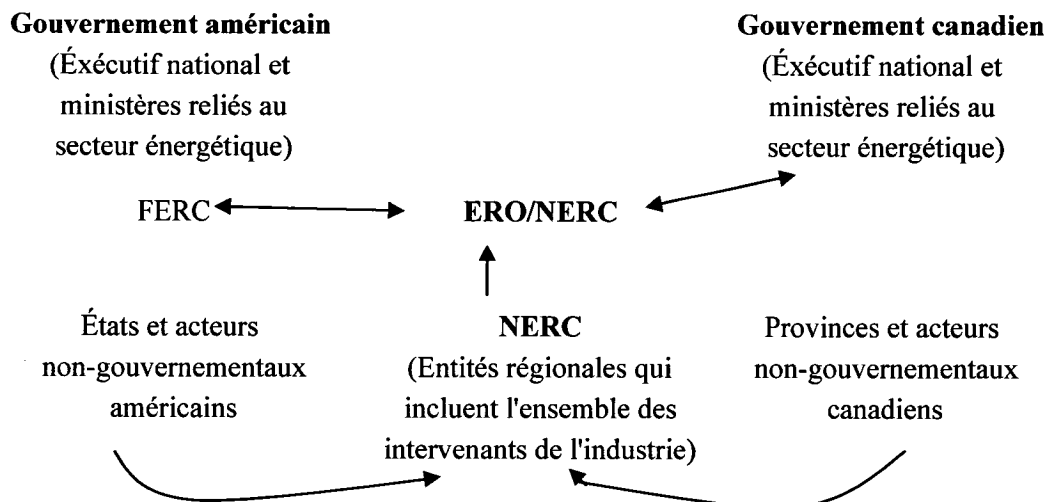 Gouvernement américain
(Éxécutif national et
ministères reliés au
secteur énergétique)
Gouvernement canadien
(Éxécutif national et
ministères reliés au
secteur énergétique)
FERC
ERO/NERC
États et acteurs
non-gouvernementaux
américains
NERC
(Entités régionales qui
incluent l'ensemble des
intervenants de l'industrie)
Provinces et acteurs
non-gouvernementaux
canadiens